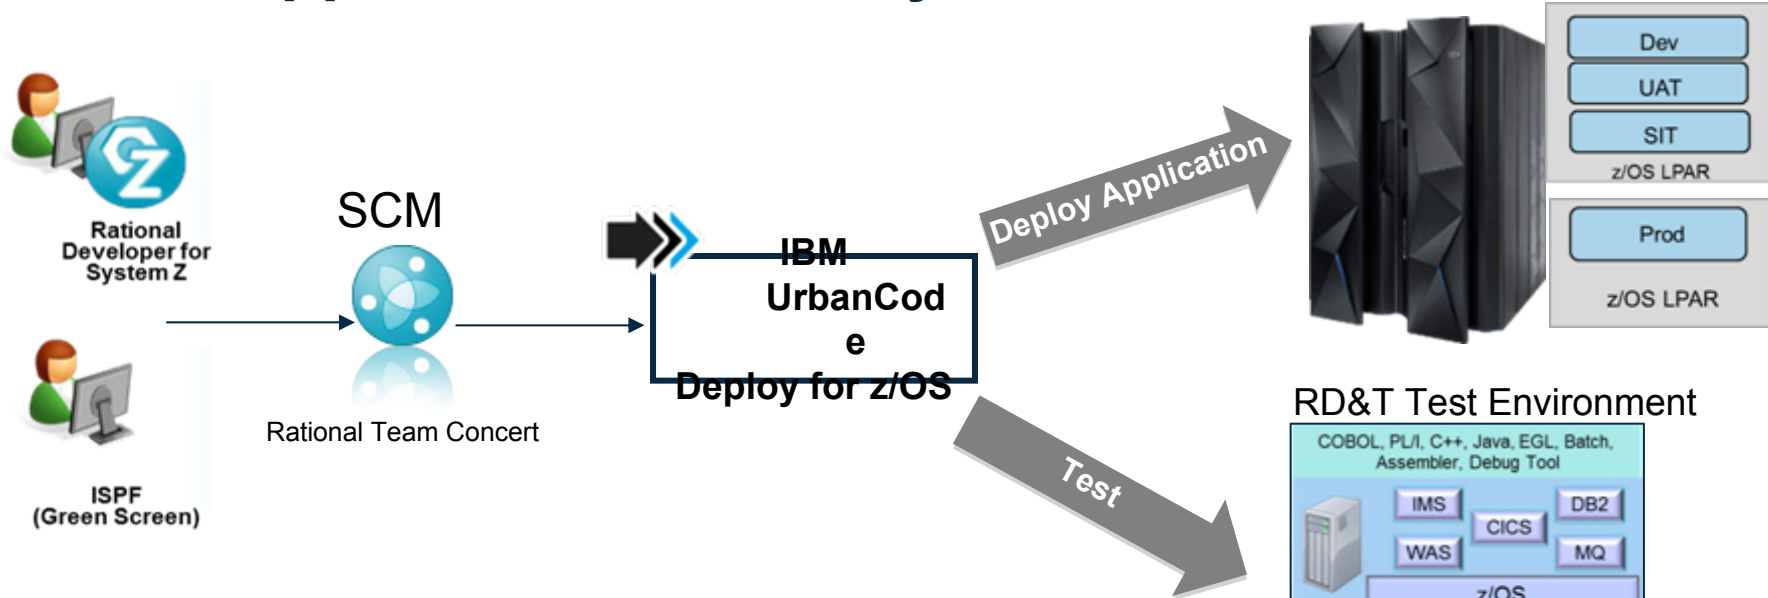 Rational
Developer for
System Z
ISPF
(Green Screen)
SCM
Rational Team Concert
IBM
UrbanCod
e
Deploy for z/OS
Deploy Application
Test
Dev
UAT
SIT
z/OS LPAR
Prod
z/OS LPAR
RD&T Test Environment
COBOL, PL/I, C++, Java, EGL, Batch,
Assembler, Debug Tool
IMS
DB2
CICS
WAS
MQ
z/OS